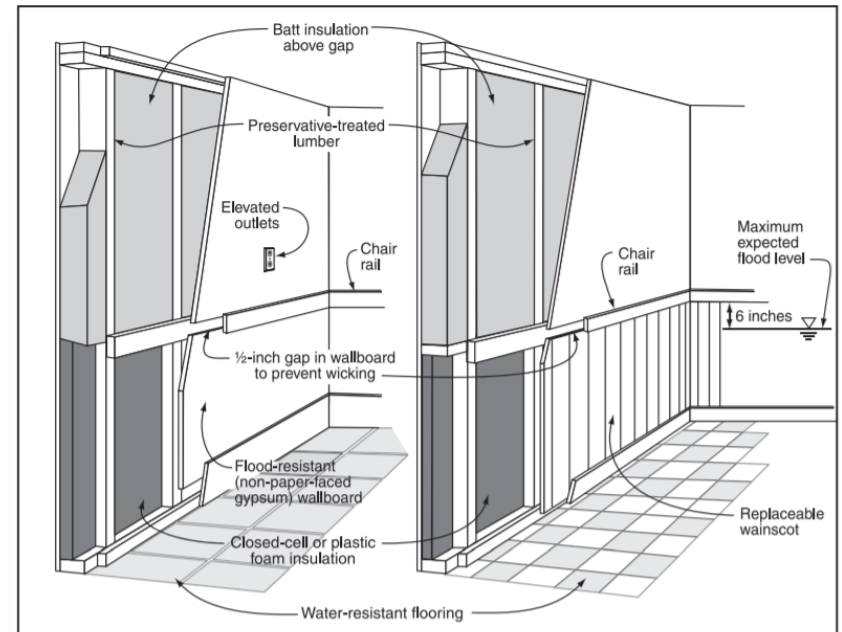 Batt insulation
above gap
Preservative-treated
lumber
Elevated
outlets
Chair
rail
Chair
rail
Maximum
expected
flood level
6 inches
½-inch gap in wallboard
to prevent wicking
Flood-resistant
(non-paper-faced
gypsum) wallboard
Replaceable
wainscot
Closed-cell or plastic
foam insulation
Water-resistant flooring